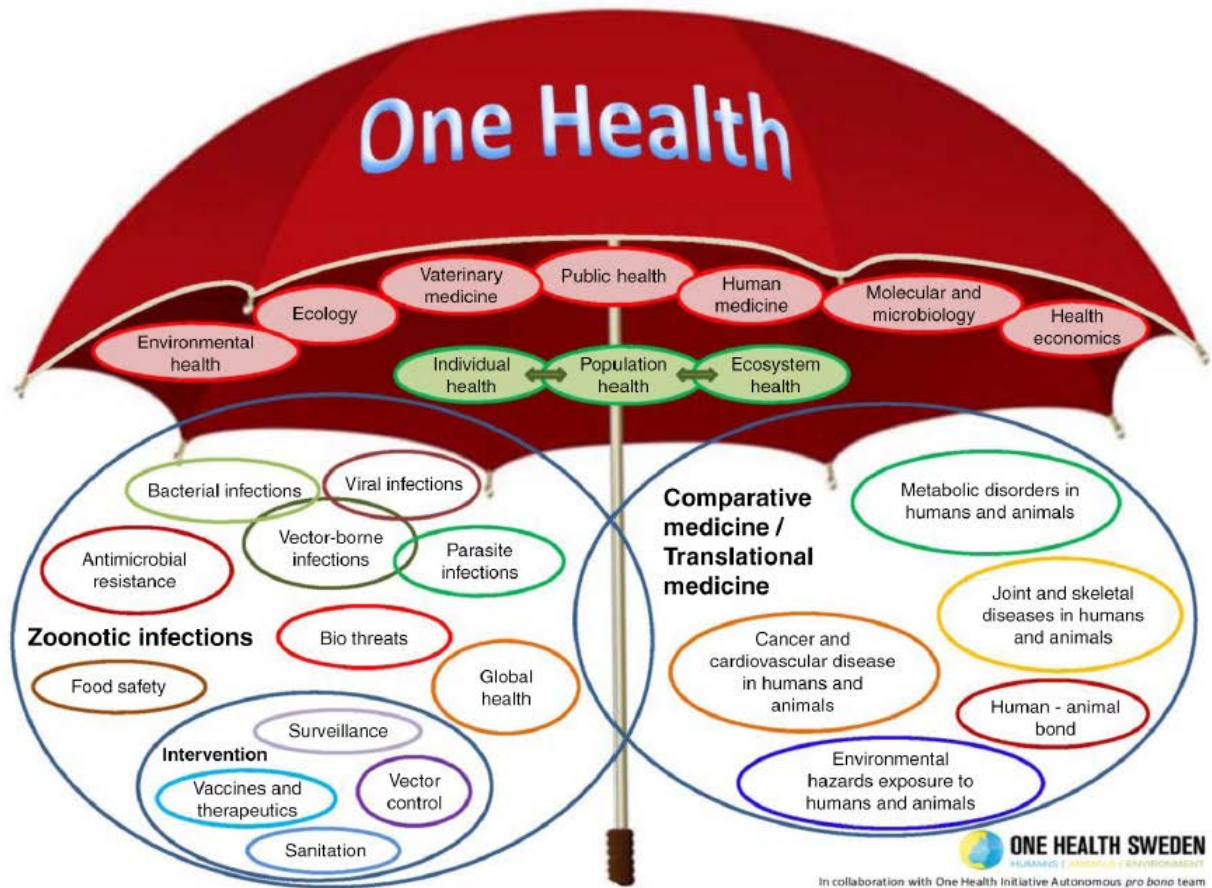 One Health
Public health
Vaterinary
medicine
Human
medicine
Ecology
Molecular and
microbiology
Environmental
health
Health
economics
Individual
health
Population
health
Ecosystem
health
Bacterial infections
Viral infections
Vector-borne
infections
Parasite
infections
Antimicrobial
resistance
Zoonotic infections
Bio threats
Food safety
Global
health
Surveillance
Intervention
Vaccines and
therapeutics
Vector
control
Sanitation
Comparative
medicine /
Translational
medicine
Metabolic disorders in
humans and animals
Joint and skeletal
diseases in humans
and animals
Cancer and
cardiovascular disease
in humans and
animals
Human - animal
bond
Environmental
hazards exposure to
humans and animals
ONE HEALTH SWEDEN
HUMANS | ANIMALS | ENVIRONMENT
In collaboration with One Health Initiative Autonomous pro bono team